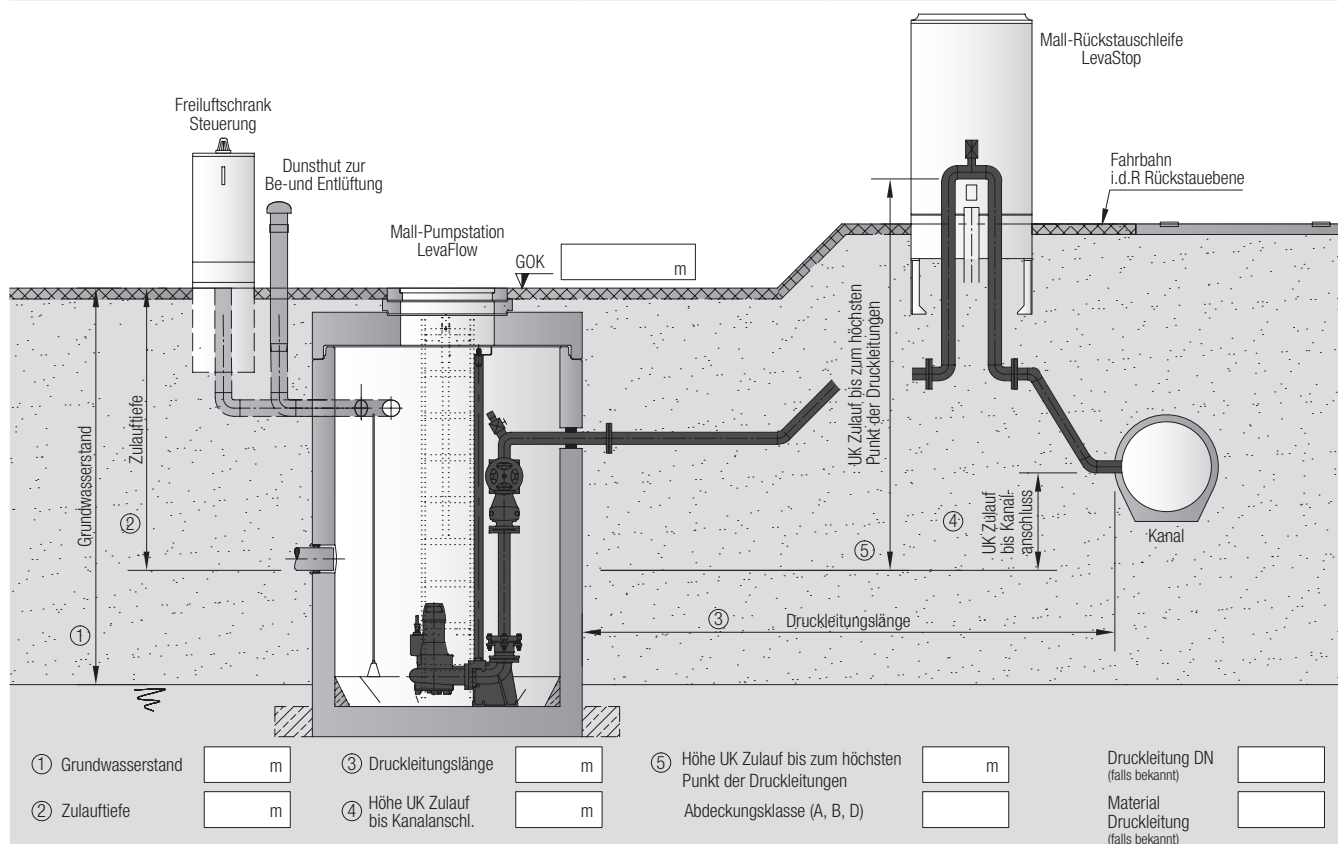 Mall-Rückstauschleife
LevaStop
Freiluftschrank
Steuerung
Dunsthut zur
Be-und Entlüftung
Fahrbahn
i.d.R Rückstauebene
Mall-Pumpstation
LevaFlow
GOK
m
Grundwasserstand
Zulauftiefe
UK Zulauf bis zum höchsten
Punkt der Druckleitungen
UK Zulauf
bis Kanal-
anschluss
Kanal
②
④
⑤
①
③ Druckleitungslänge
① Grundwasserstand m
② Zulauftiefe m
③ Druckleitungslänge m
④ Höhe UK Zulauf
bis Kanalanschl. m
⑤ Höhe UK Zulauf bis zum höchsten
Punkt der Druckleitungen m
Abdeckungsklasse (A, B, D)
Druckleitung DN
(falls bekannt)
Material
Druckleitung
(falls bekannt)